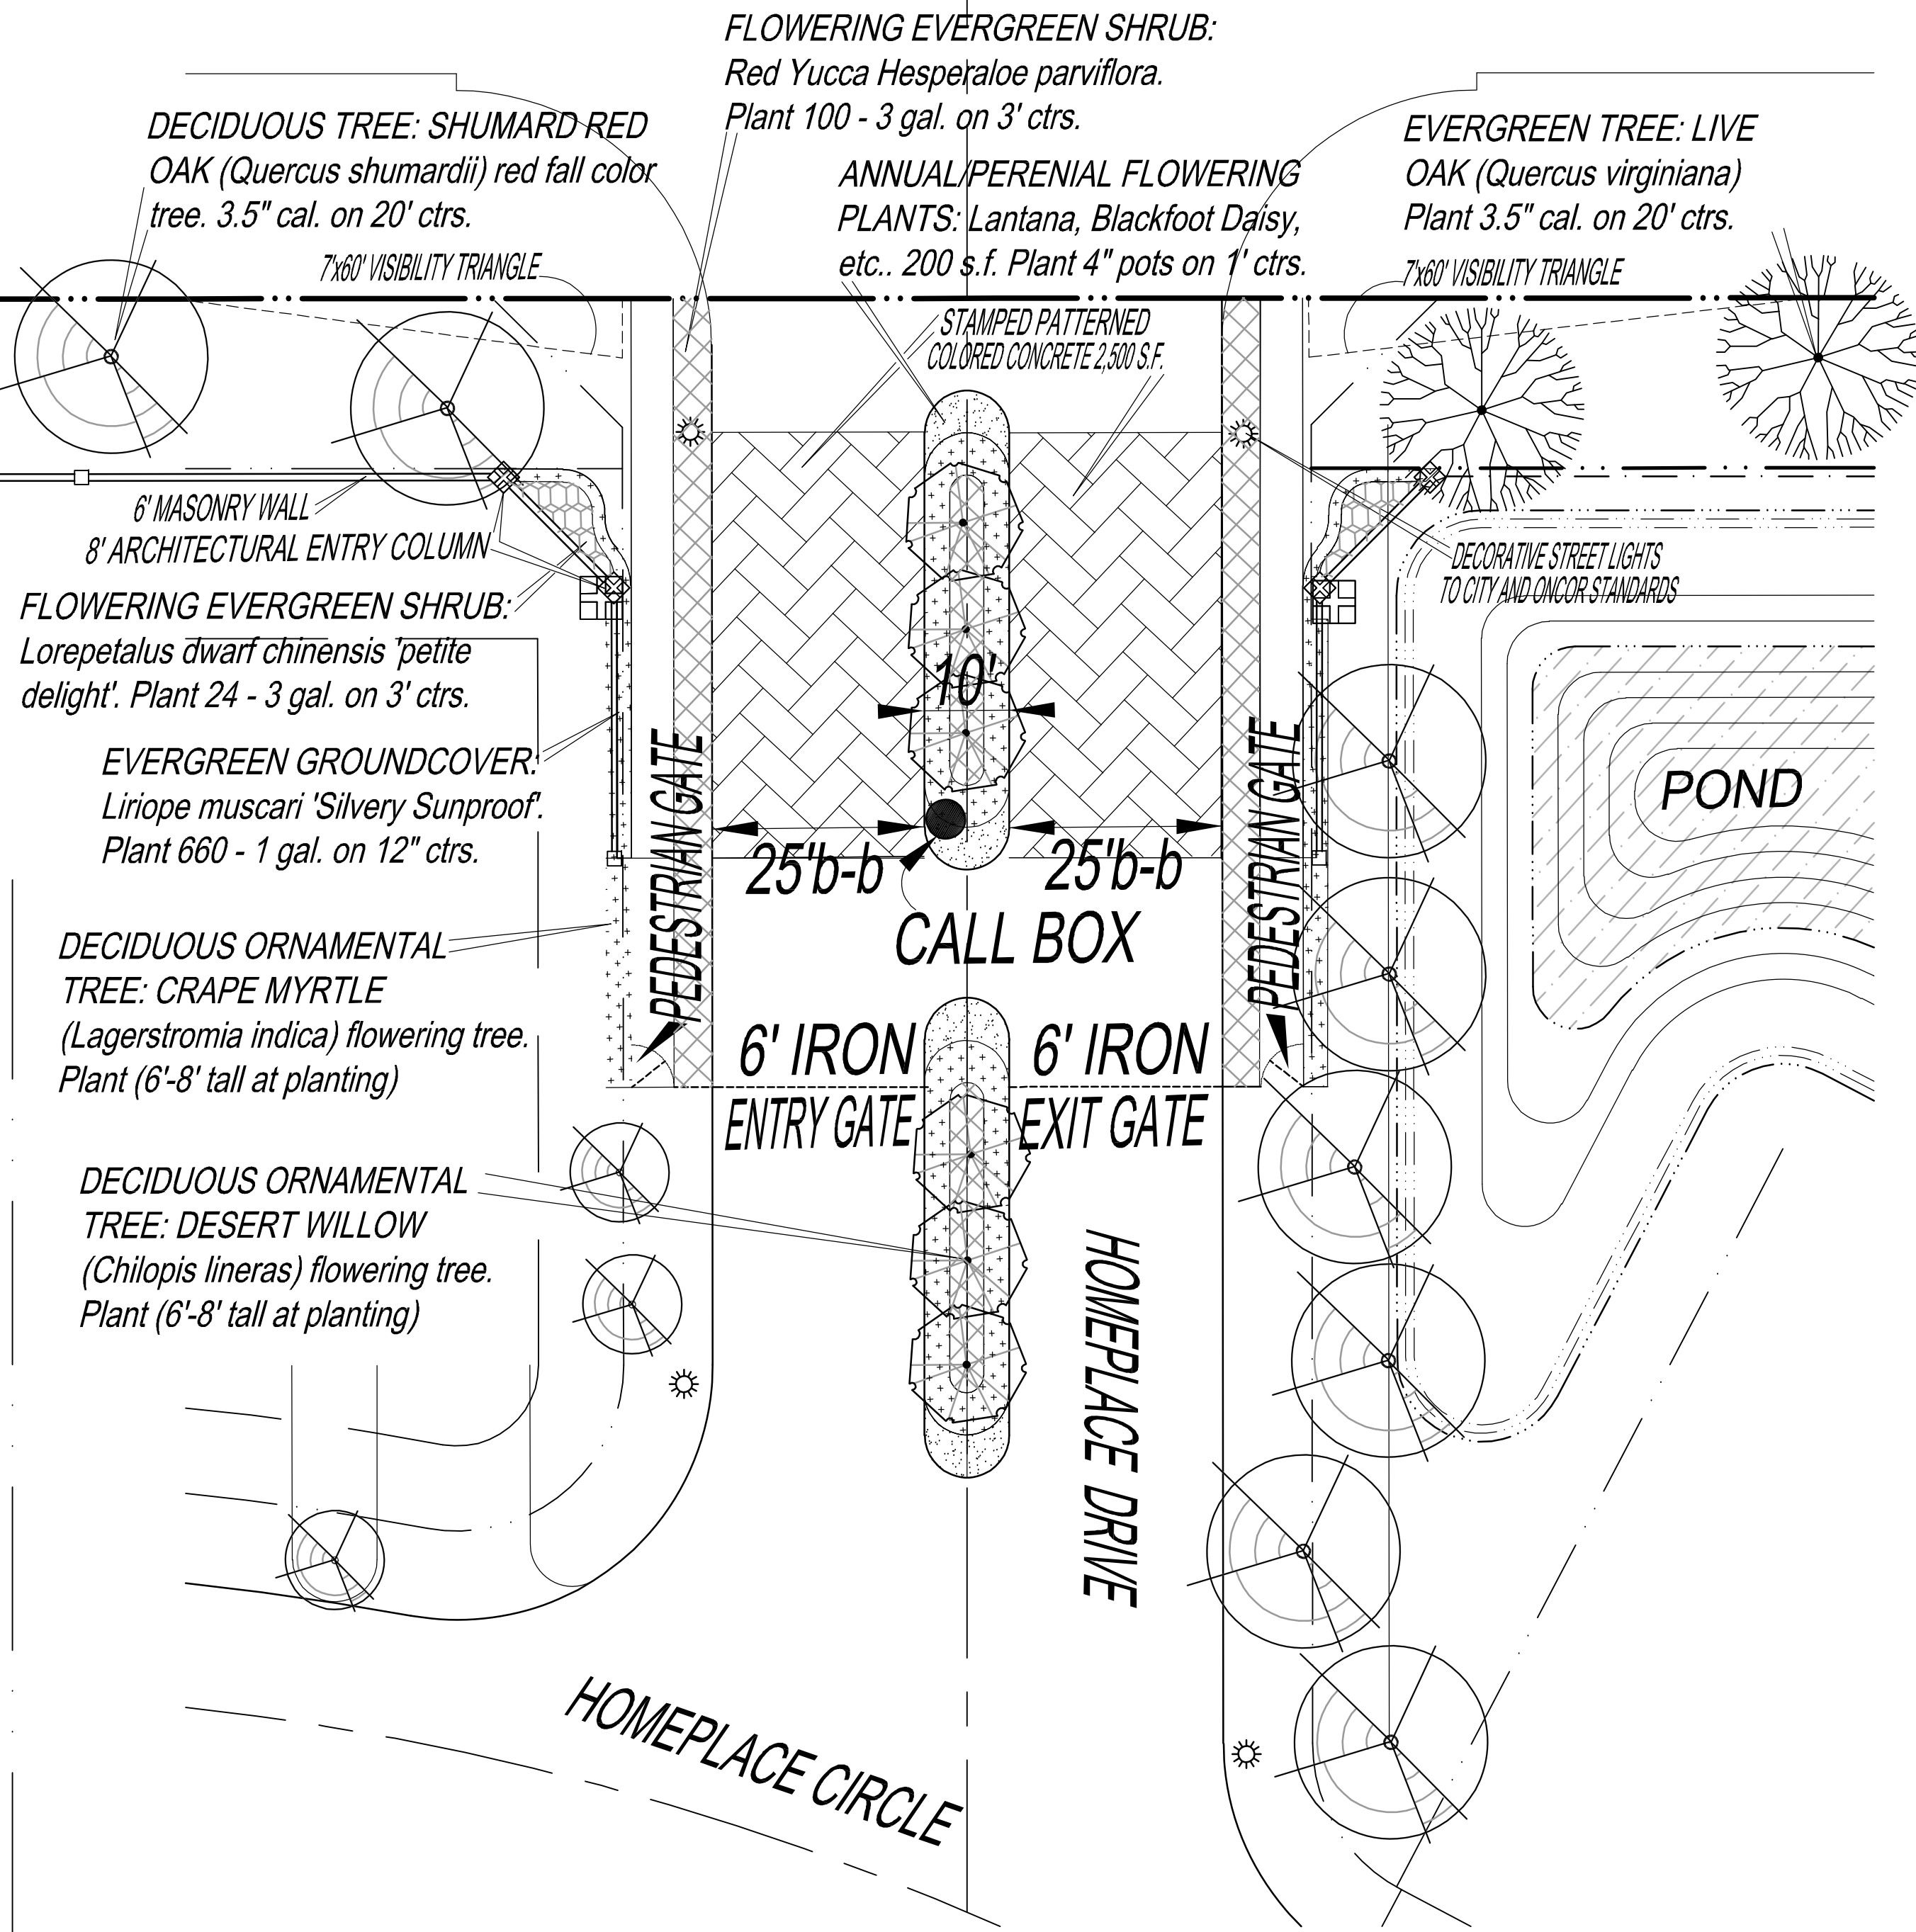 FLOWERING EVERGREEN SHRUB:
Red Yucca Hesperaloe parviflora.
Plant 100 - 3 gal. on 3' ctrs.
DECIDUOUS TREE: SHUMARD RED
OAK (Quercus shumardii) red fall color
tree. 3.5" cal. on 20' ctrs.
EVERGREEN TREE: LIVE
OAK (Quercus virginiana)
Plant 3.5" cal. on 20' ctrs.
ANNUAL/PERENIAL FLOWERING
PLANTS: Lantana, Blackfoot Daisy,
etc.. 200 s.f. Plant 4" pots on 1' ctrs.
7'x60' VISIBILITY TRIANGLE
7'x60' VISIBILITY TRIANGLE
STAMPED PATTERNED
COLORED CONCRETE 2,500 S.F.
6' MASONRY WALL
8' ARCHITECTURAL ENTRY COLUMN
DECORATIVE STREET LIGHTS
TO CITY AND ONCOR STANDARDS
FLOWERING EVERGREEN SHRUB:
Lorepetalus dwarf chinensis 'petite
delight'. Plant 24 - 3 gal. on 3' ctrs.
10'
EVERGREEN GROUNDCOVER:
Liriope muscari 'Silvery Sunproof'.
Plant 660 - 1 gal. on 12" ctrs.
PEDESTRIAN GATE
PEDESTRIAN GATE
POND
25'b-b
25'b-b
CALL BOX
DECIDUOUS ORNAMENTAL
TREE: CRAPE MYRTLE
(Lagerstromia indica) flowering tree.
Plant (6'-8' tall at planting)
6' IRON
ENTRY GATE
6' IRON
EXIT GATE
DECIDUOUS ORNAMENTAL
TREE: DESERT WILLOW
(Chilopis lineras) flowering tree.
Plant (6'-8' tall at planting)
HOMEPLACE DRIVE
HOMEPLACE CIRCLE